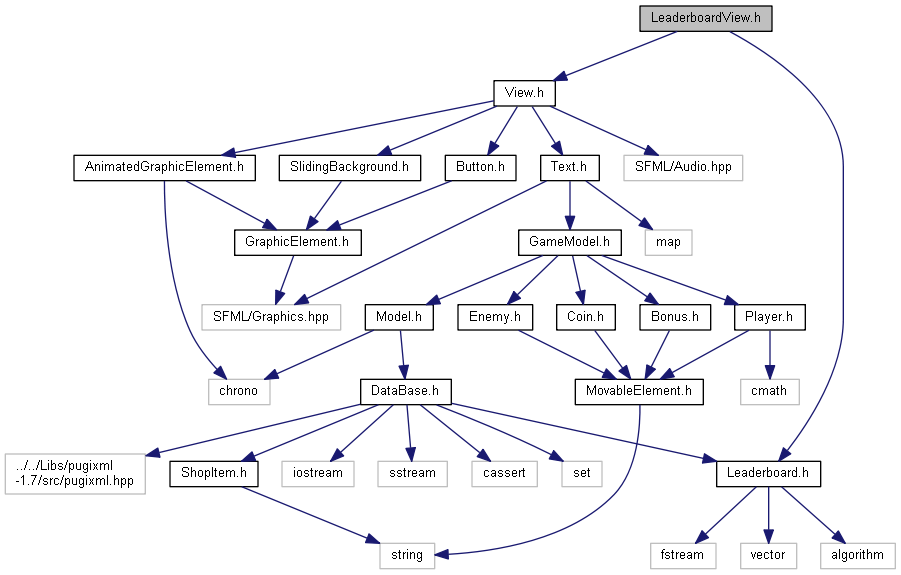 LeaderboardView.h
View.h
AnimatedGraphicElement.h
SlidingBackground.h
Button.h
Text.h
SFML/Audio.hpp
GraphicElement.h
GameModel.h
map
SFML/Graphics.hpp
Model.h
Enemy.h
Coin.h
Bonus.h
Player.h
chrono
DataBase.h
MovableElement.h
cmath
../../Libs/pugixml
-1.7/src/pugixml.hpp
ShopItem.h
iostream
sstream
cassert
set
Leaderboard.h
string
fstream
vector
algorithm